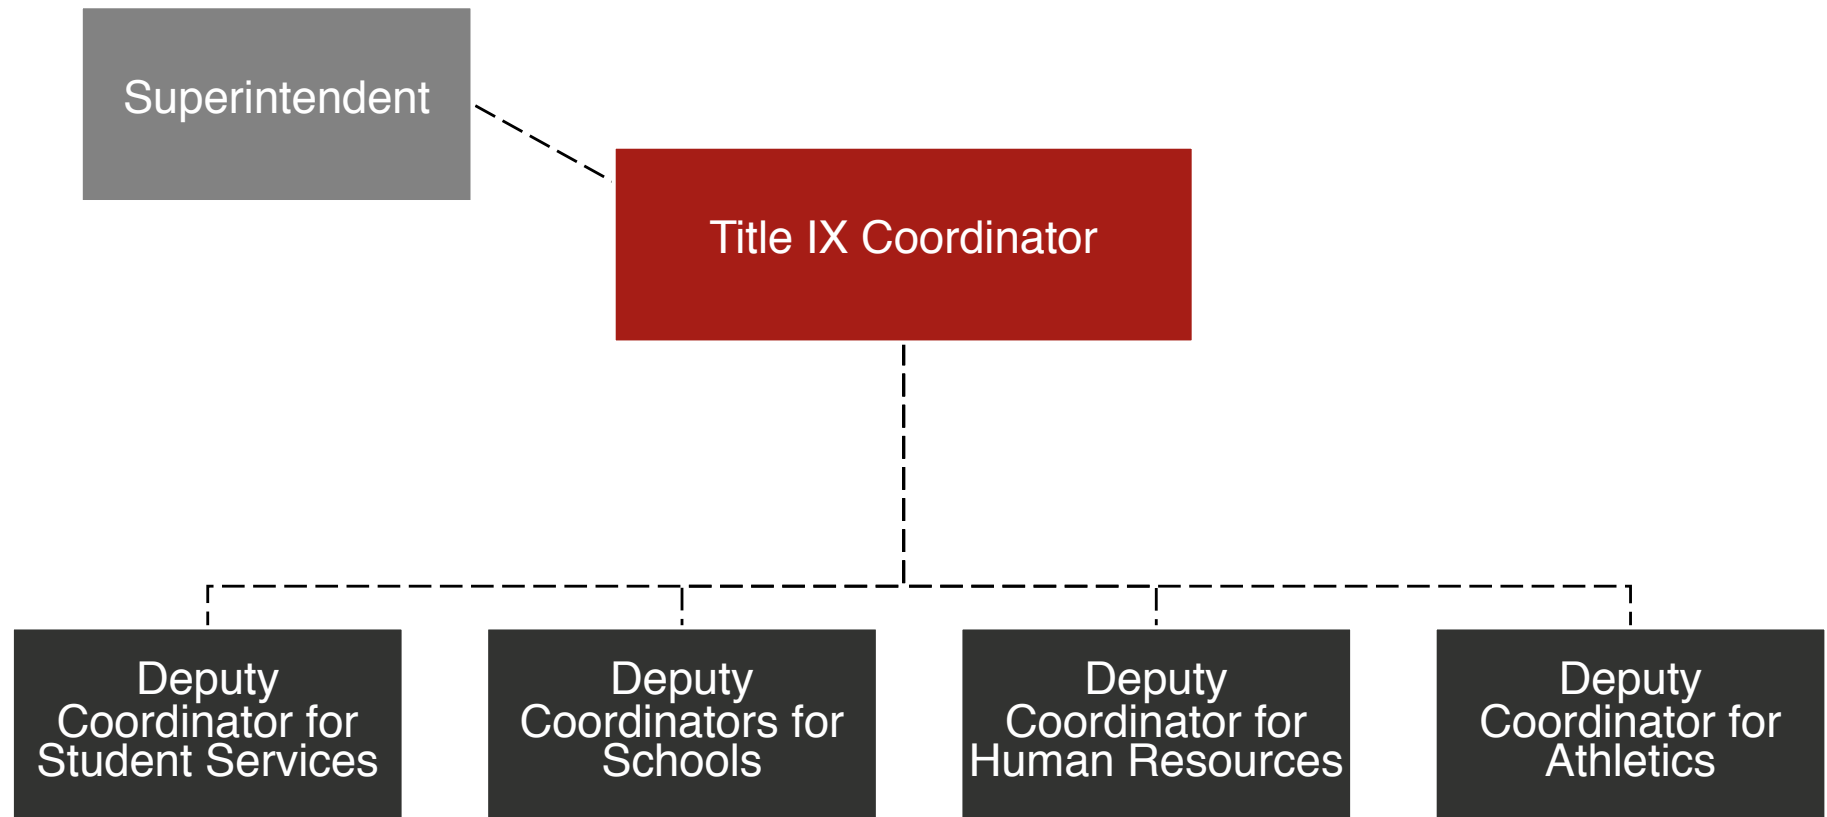 Superintendent
Title IX Coordinator
Deputy
Coordinator for
Student Services
Deputy
Coordinators for
Schools
Deputy
Coordinator for
Human Resources
Deputy
Coordinator for
Athletics